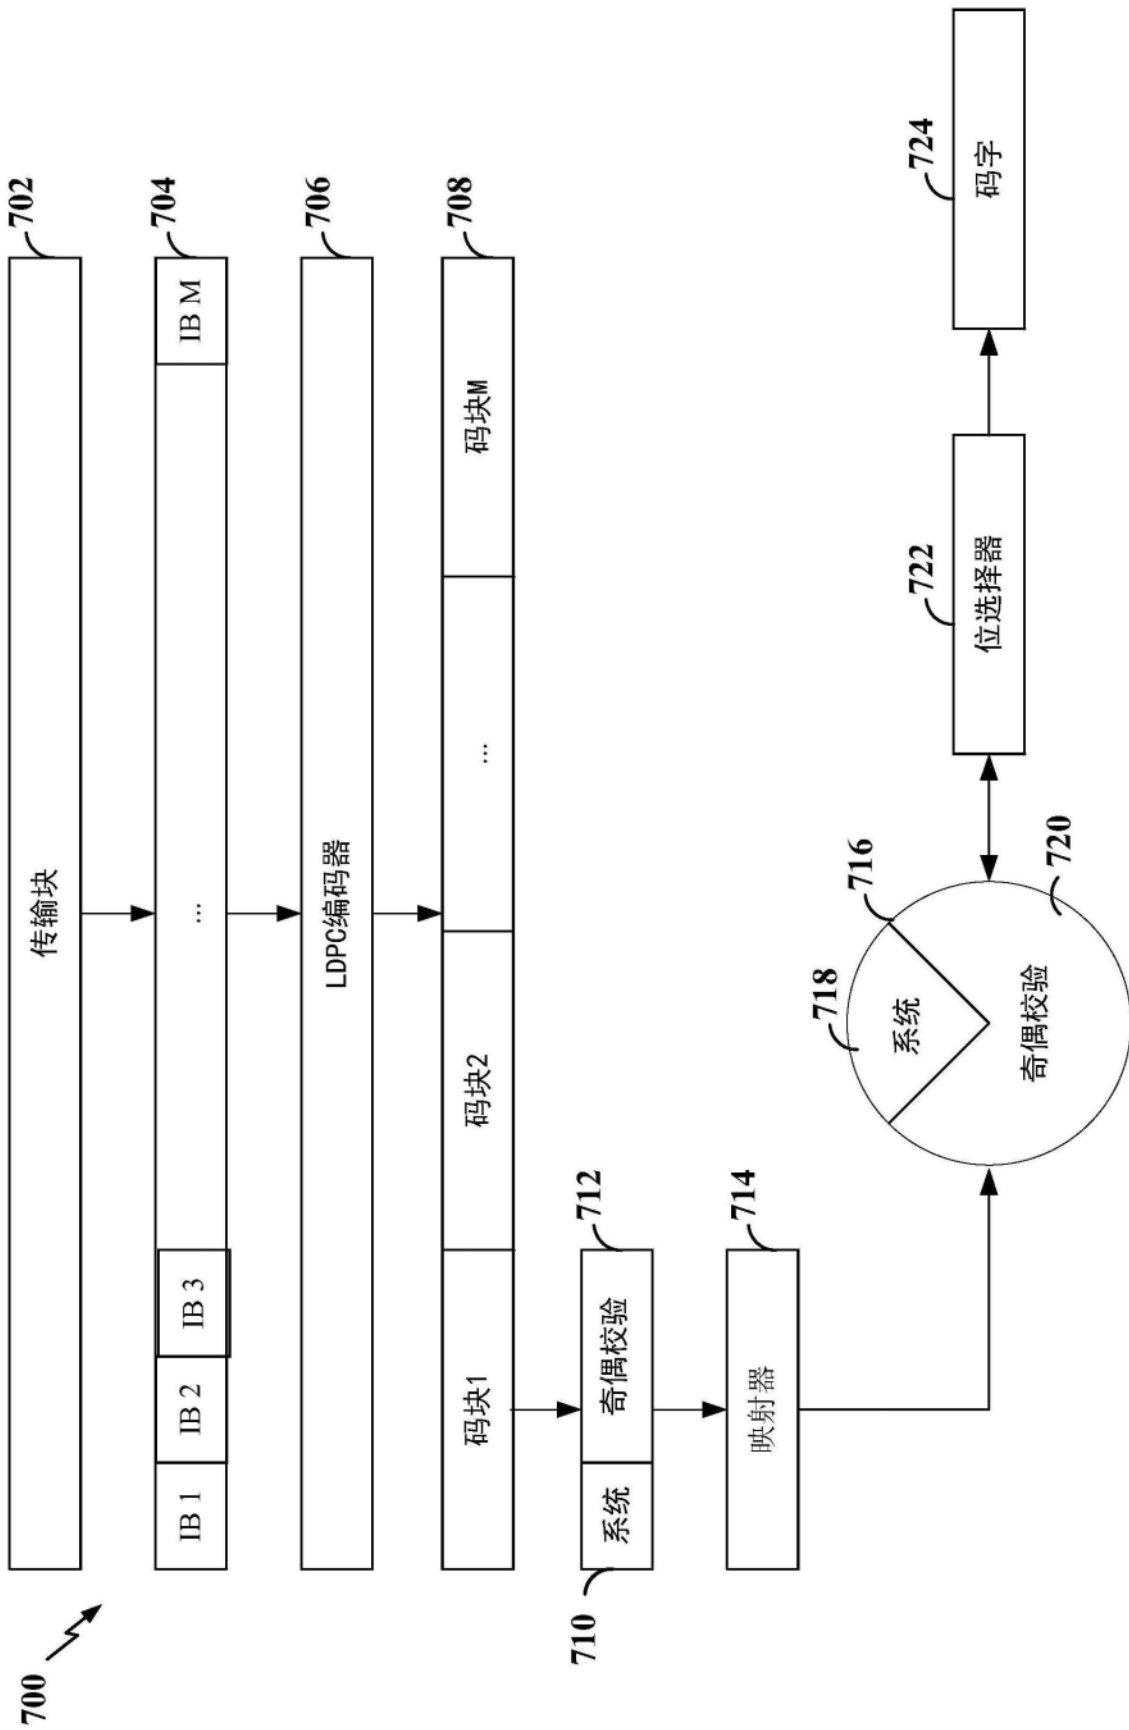 700
702
传输块
704
IB 1
IB 2
IB 3
...
IB M
706
LDPC编码器
708
码块1
码块2
...
码块M
710
系统
奇偶校验
712
714
映射器
716
718
系统
奇偶校验
720
722
位选择器
724
码字